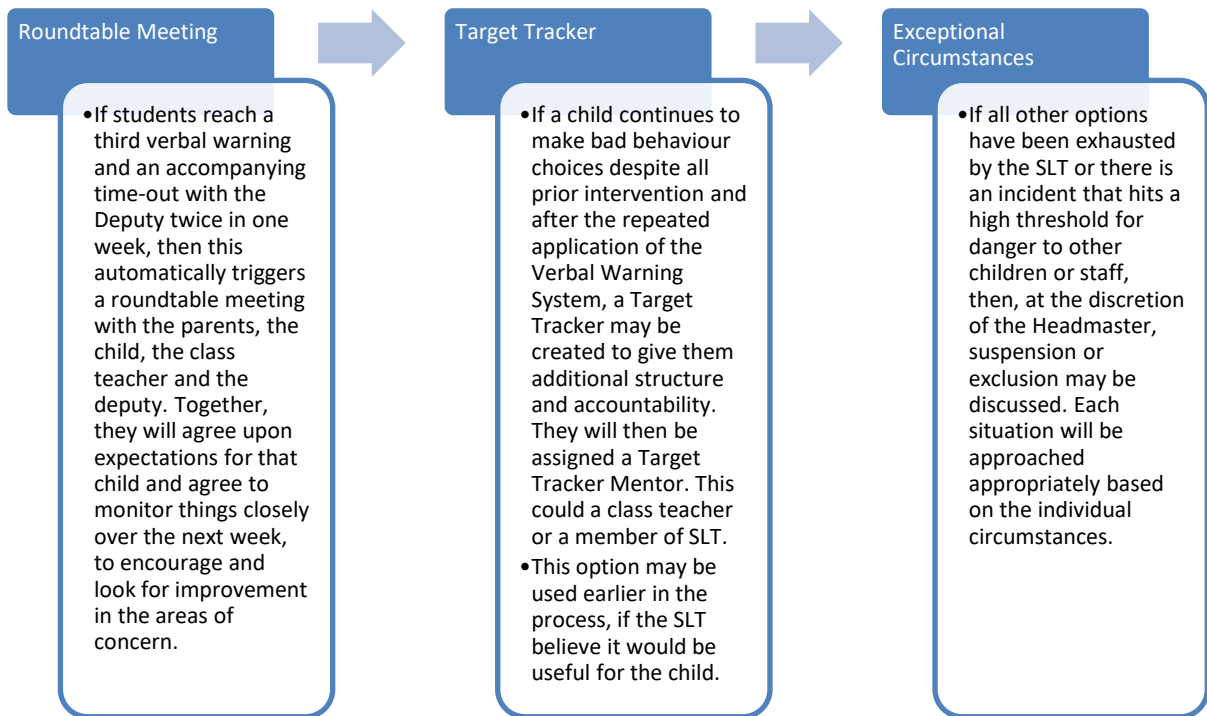 Roundtable Meeting
•If students reach a
third verbal warning
and an accompanying
time-out with the
Deputy twice in one
week, then this
automatically triggers
a roundtable meeting
with the parents, the
child, the class
teacher and the
deputy. Together,
they will agree upon
expectations for that
child and agree to
monitor things closely
over the next week,
to encourage and
look for improvement
in the areas of
concern.
Target Tracker
•If a child continues to
make bad behaviour
choices despite all
prior intervention and
after the repeated
application of the
Verbal Warning
System, a Target
Tracker may be
created to give them
additional structure
and accountability.
They will then be
assigned a Target
Tracker Mentor. This
could a class teacher
or a member of SLT.
•This option may be
used earlier in the
process, if the SLT
believe it would be
useful for the child.
Exceptional
Circumstances
•If all other options
have been exhausted
by the SLT or there is
an incident that hits a
high threshold for
danger to other
children or staff,
then, at the discretion
of the Headmaster,
suspension or
exclusion may be
discussed. Each
situation will be
approached
appropriately based
on the individual
circumstances.